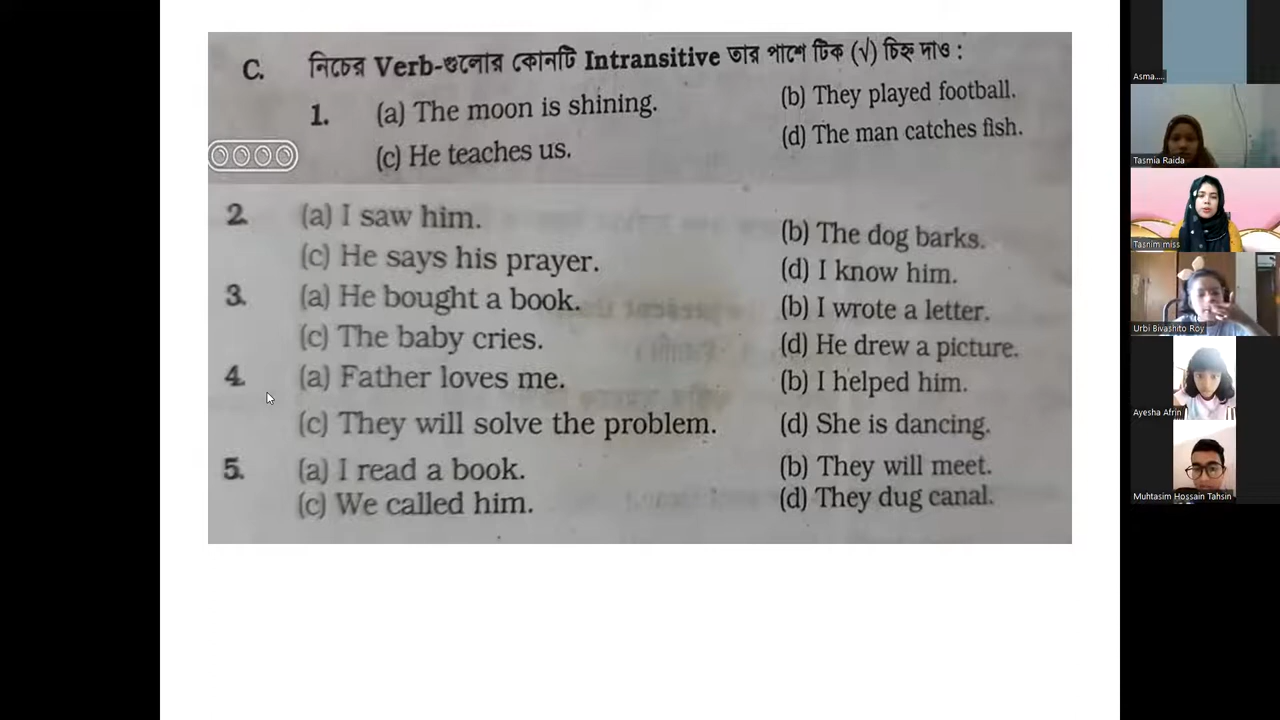 C. নিচের Verb-গুলোর কোনটি Intransitive তার পাশে টিক (√) চিহ্ন দাও :
1. (a) The moon is shining. (b) They played football.
(c) He teaches us. (d) The man catches fish.
2. (a) I saw him. (b) The dog barks.
(c) He says his prayer. (d) I know him.
3. (a) He bought a book. (b) I wrote a letter.
(c) The baby cries. (d) He drew a picture.
4. (a) Father loves me. (b) I helped him.
(c) They will solve the problem. (d) She is dancing.
5. (a) I read a book. (b) They will meet.
(c) We called him. (d) They dug canal.
Asma.....
Tasmia Raida
Tasnim miss
Urbi Bivashito Roy
Ayesha Afrin
Muhtasim Hossain Tahsin